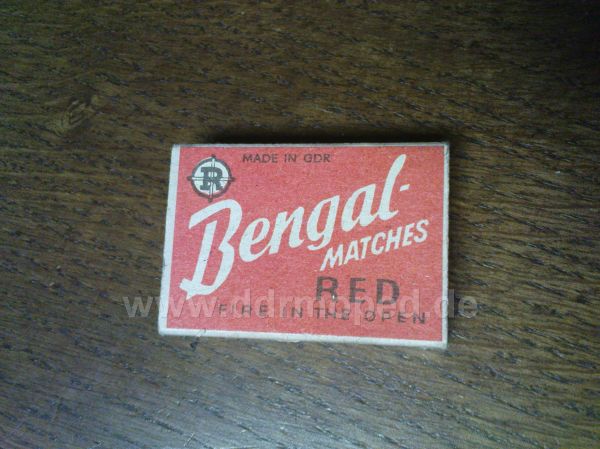 MADE IN GDR
R
Bengal-
MATCHES
RED
FIRE IN THE OPEN
www.ddrmoped.de